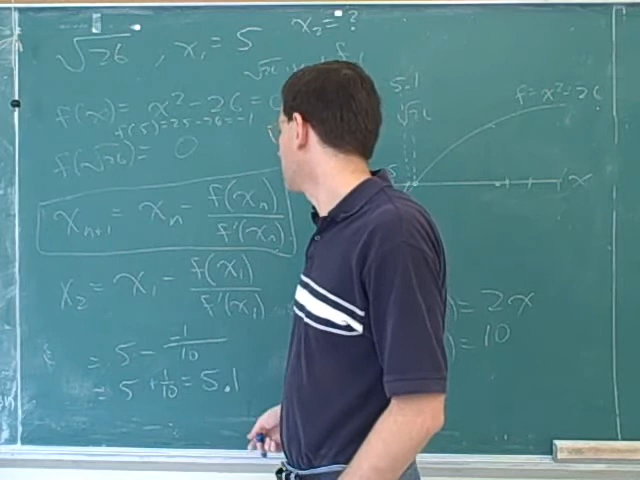 √26 , x₁ = 5 x₂ = ?
f(x) = x² - 26 = 0
f(5) = 25 - 26 = -1
f(√26) = 0
xₙ₊₁ = xₙ - f(xₙ)/f'(xₙ)
x₂ = x₁ - f(x₁)/f'(x₁)
= 5 - -1/10
= 5 + 1/10 = 5.1
5.1
√26
f = x² - 26
x
) = 2x
) = 10